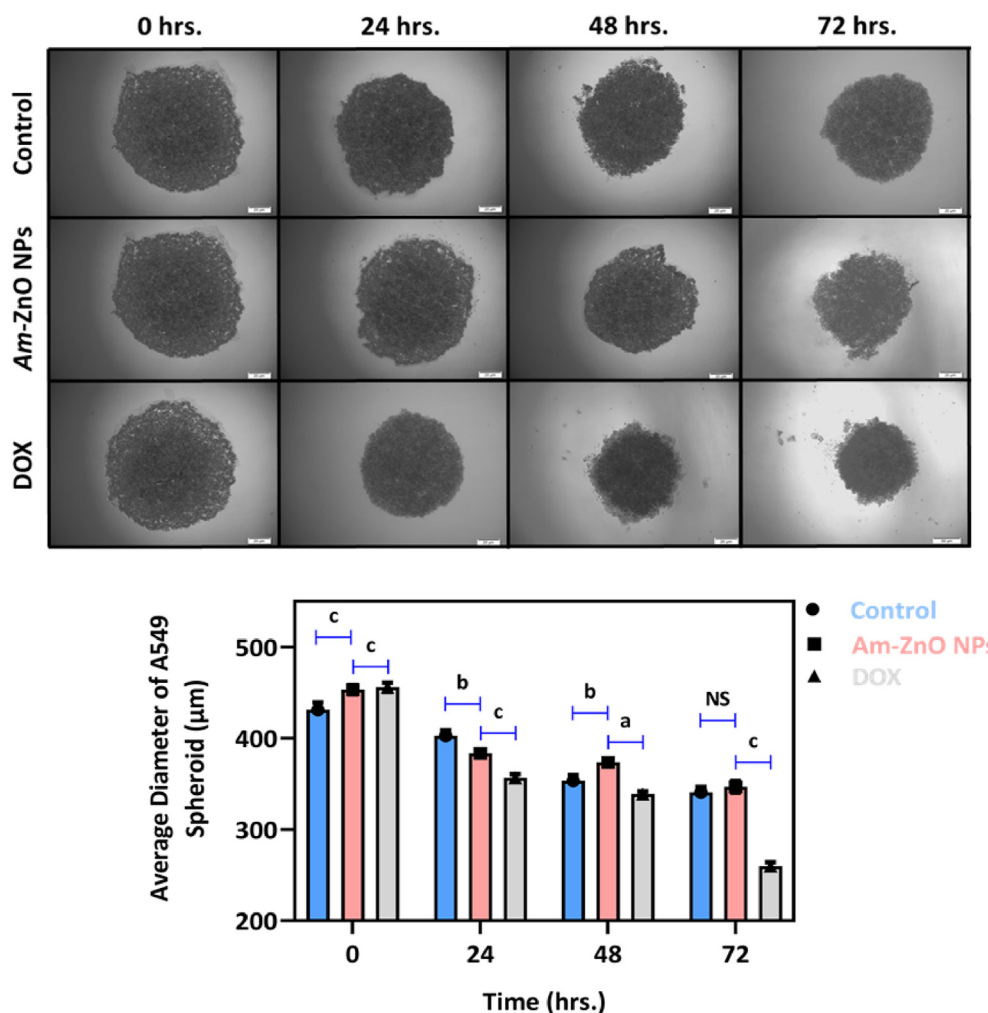 0 hrs. 24 hrs. 48 hrs. 72 hrs.
Control
Am-ZnO NPs
DOX
Average Diameter of A549
Spheroid (µm)
500
400
300
200
c
c
b
c
b
a
NS
c
0 24 48 72
Time (hrs.)
Control
Am-ZnO NPs
DOX